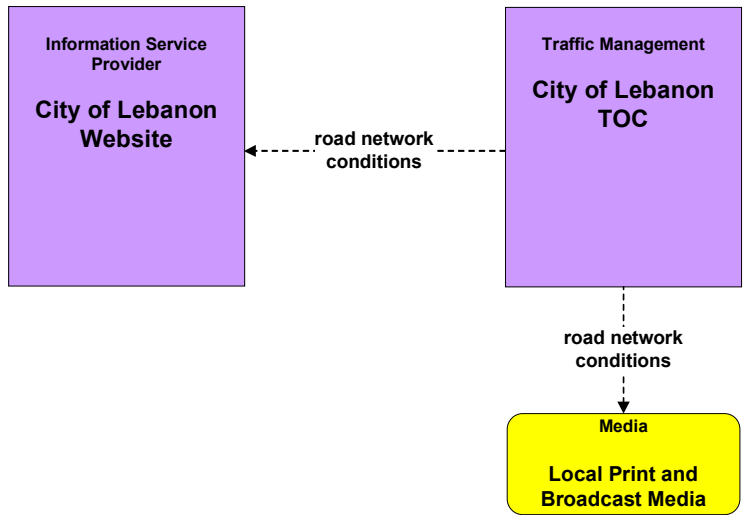 Information Service
Provider
City of Lebanon
Website
Traffic Management
City of Lebanon
TOC
road network
conditions
road network
conditions
Media
Local Print and
Broadcast Media